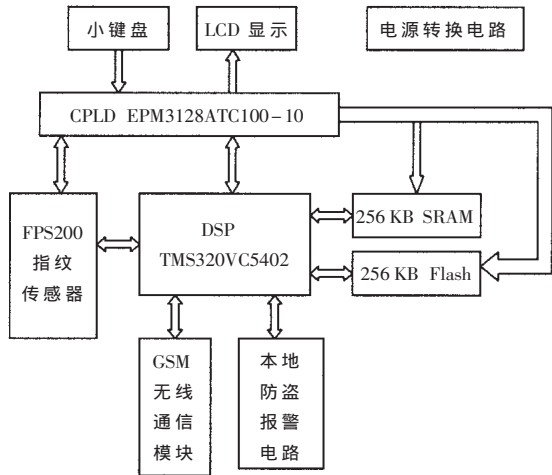 小键盘
LCD 显示
电源转换电路
CPLD EPM3128ATC100-10
FPS200
指纹
传感器
DSP
TMS320VC5402
256 KB SRAM
256 KB Flash
GSM
无线
通信
模块
本地
防盗
报警
电路